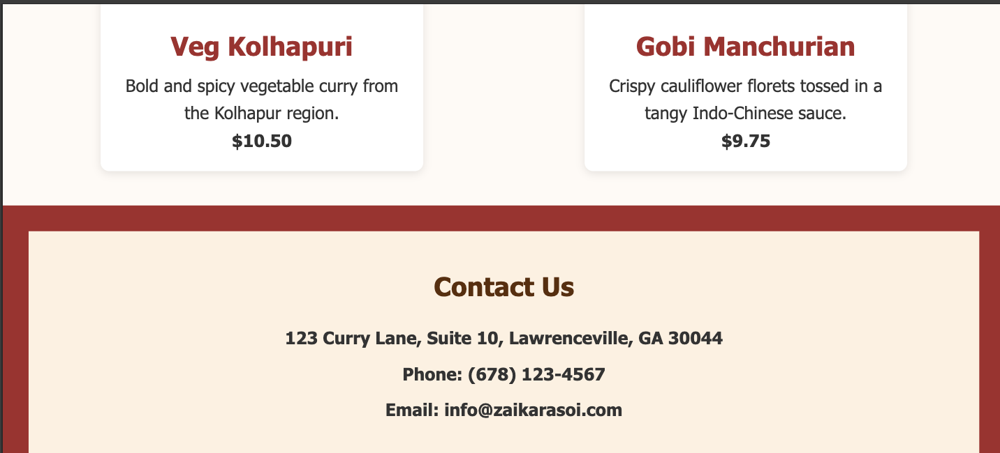 Veg Kolhapuri
Bold and spicy vegetable curry from
the Kolhapur region.
$10.50
Gobi Manchurian
Crispy cauliflower florets tossed in a
tangy Indo-Chinese sauce.
$9.75
Contact Us
123 Curry Lane, Suite 10, Lawrenceville, GA 30044
Phone: (678) 123-4567
Email: info@zaikarasoi.com